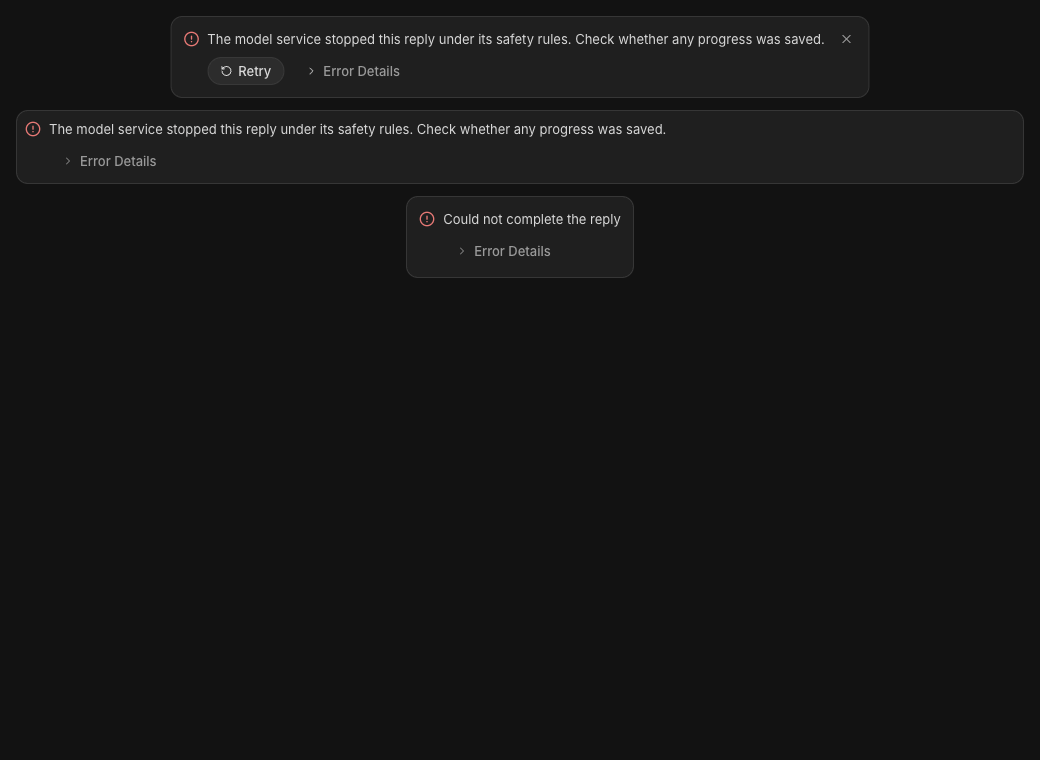 The model service stopped this reply under its safety rules. Check whether any progress was saved.
Retry
Error Details
The model service stopped this reply under its safety rules. Check whether any progress was saved.
Error Details
Could not complete the reply
Error Details